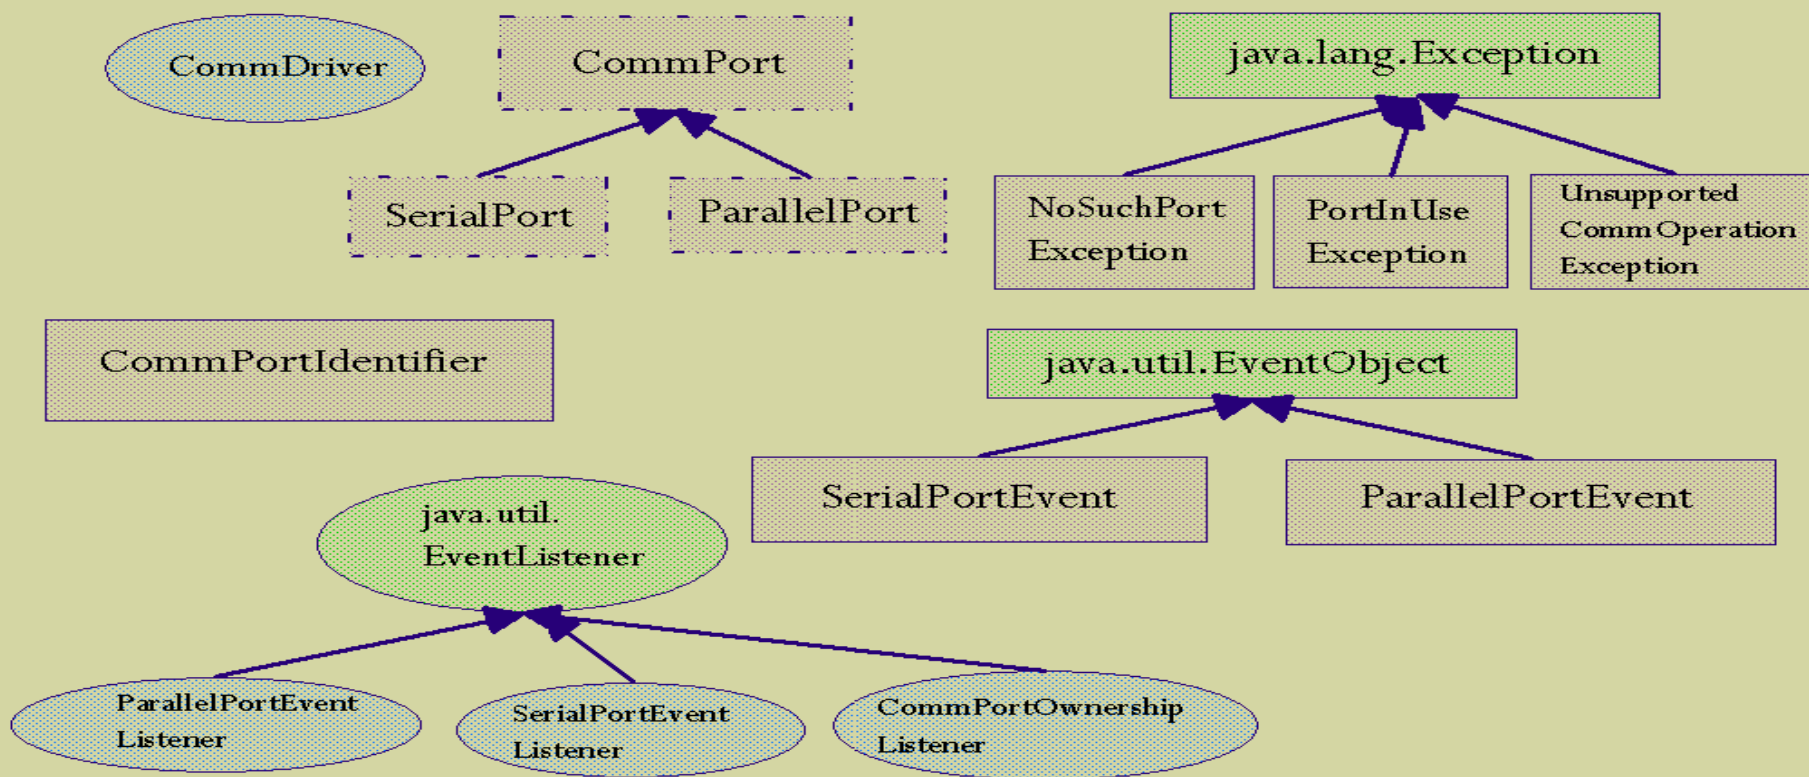 CommDriver
CommPort
java.lang.Exception
SerialPort
ParallelPort
NoSuchPort
Exception
PortInUse
Exception
Unsupported
CommOperation
Exception
CommPortIdentifier
java.util.EventObject
SerialPortEvent
ParallelPortEvent
java.util.
EventListener
ParallelPortEvent
Listener
SerialPortEvent
Listener
CommPortOwnership
Listener